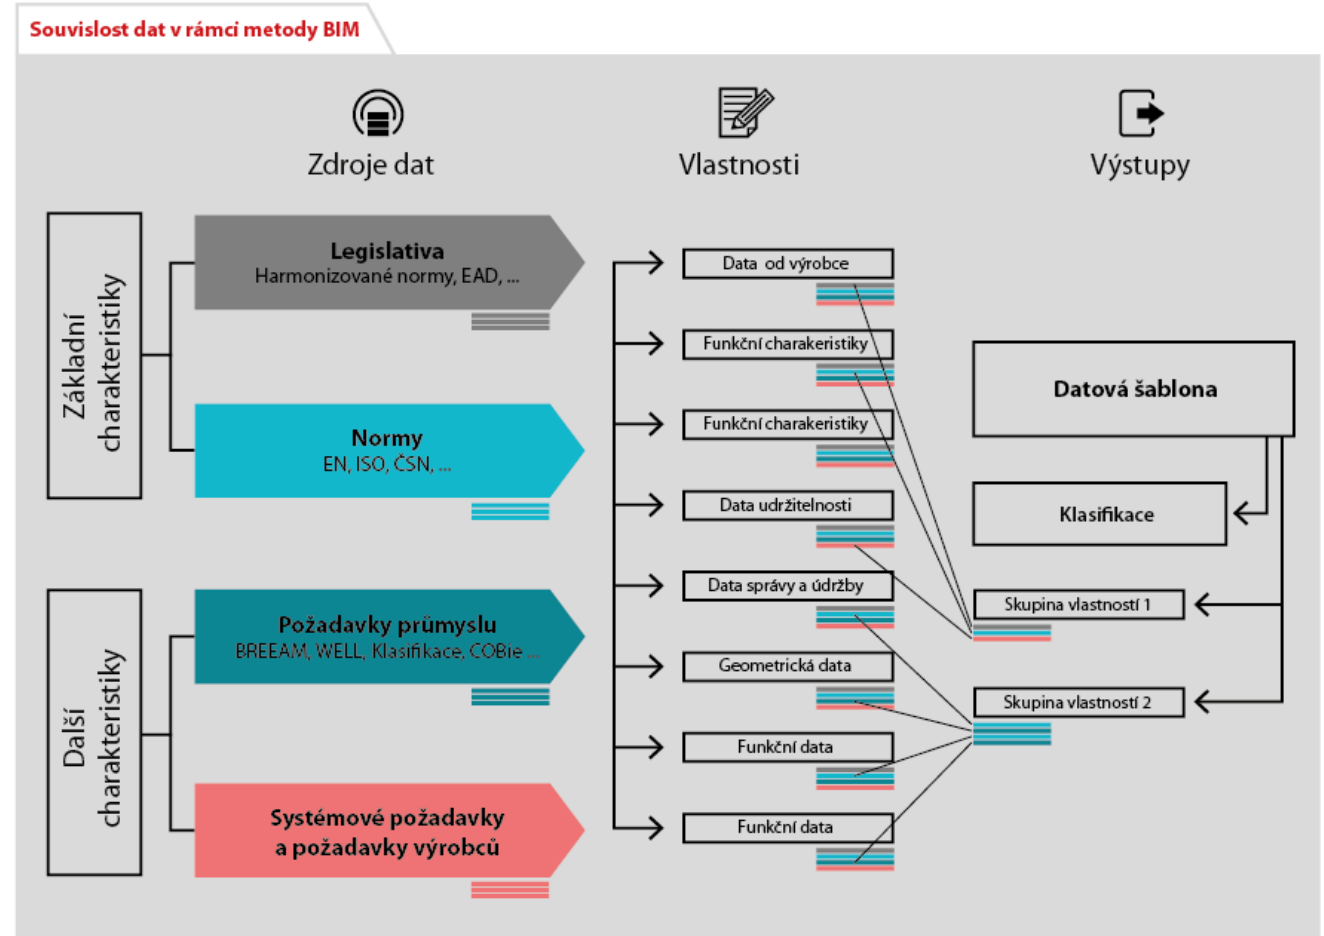 Souvislost dat v rámci metody BIM
Zdroje dat
Vlastnosti
Výstupy
Základní
charakteristiky
Legislativa
Harmonizované normy, EAD, ...
Normy
EN, ISO, ČSN, ...
Další
charakteristiky
Požadavky průmyslu
BREEAM, WELL, Klasifikace, COBie ...
Systémové požadavky
a požadavky výrobců
Data od výrobce
Funkční charakeristiky
Funkční charakeristiky
Data udržitelnosti
Data správy a údržby
Geometrická data
Funkční data
Funkční data
Datová šablona
Klasifikace
Skupina vlastností 1
Skupina vlastností 2